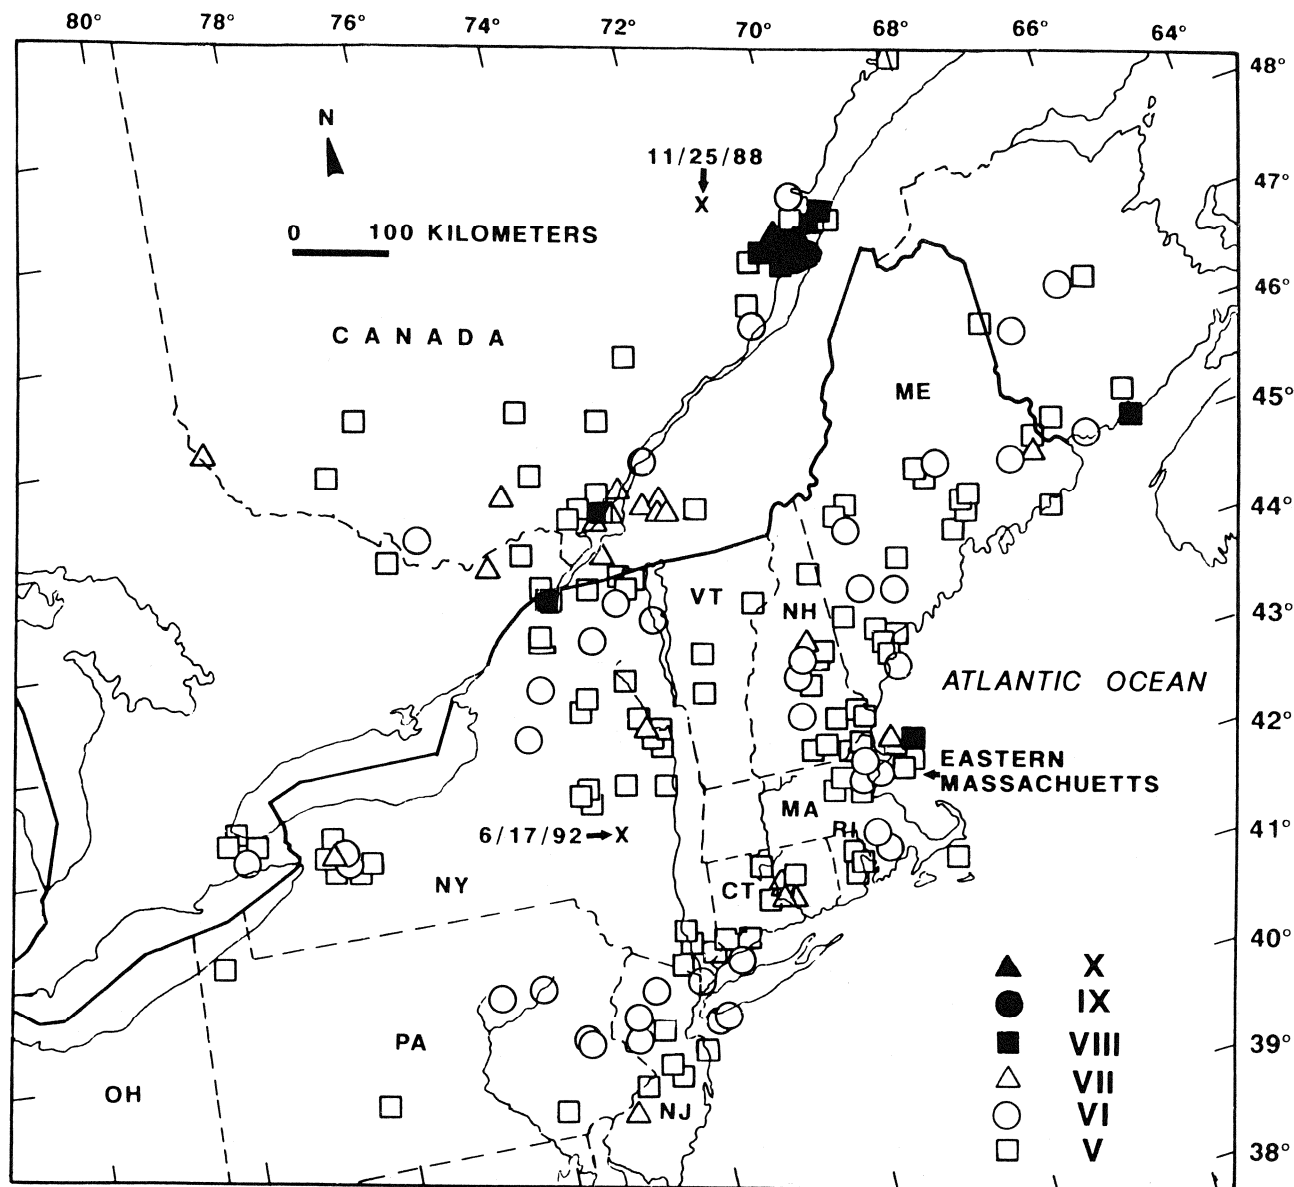 80° 78° 76° 74° 72° 70° 68° 66° 64°
48°
N
11/25/88
X
47°
0 100 KILOMETERS
46°
CANADA
ME
45°
44°
VT
NH
43°
ATLANTIC OCEAN
42°
EASTERN
MASSACHUETTS
MA
RI
41°
6/17/92 X
NY
CT
40°
X
IX
VIII
VII
VI
V
PA
39°
OH
NJ
38°